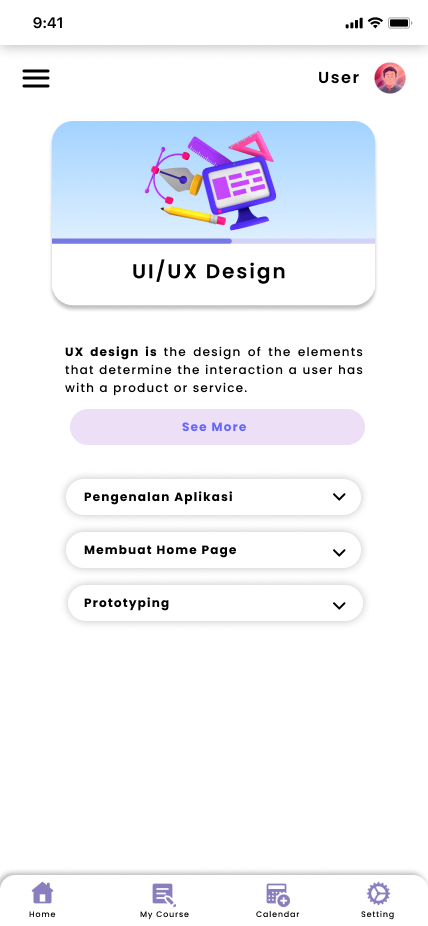 9:41
User
UI/UX Design
UX design is the design of the elements
that determine the interaction a user has
with a product or service.
See More
Pengenalan Aplikasi
Membuat Home Page
Prototyping
Home
My Course
Calendar
Setting